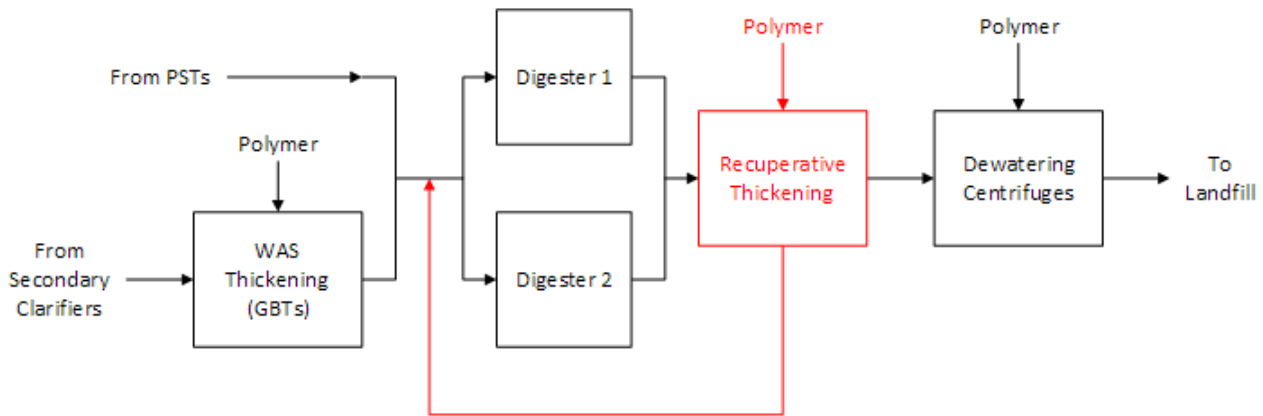 Polymer
Polymer
From PSTs
Digester 1
Polymer
Recuperative
Thickening
Dewatering
Centrifuges
To
Landfill
From
Secondary
Clarifiers
WAS
Thickening
(GBTs)
Digester 2